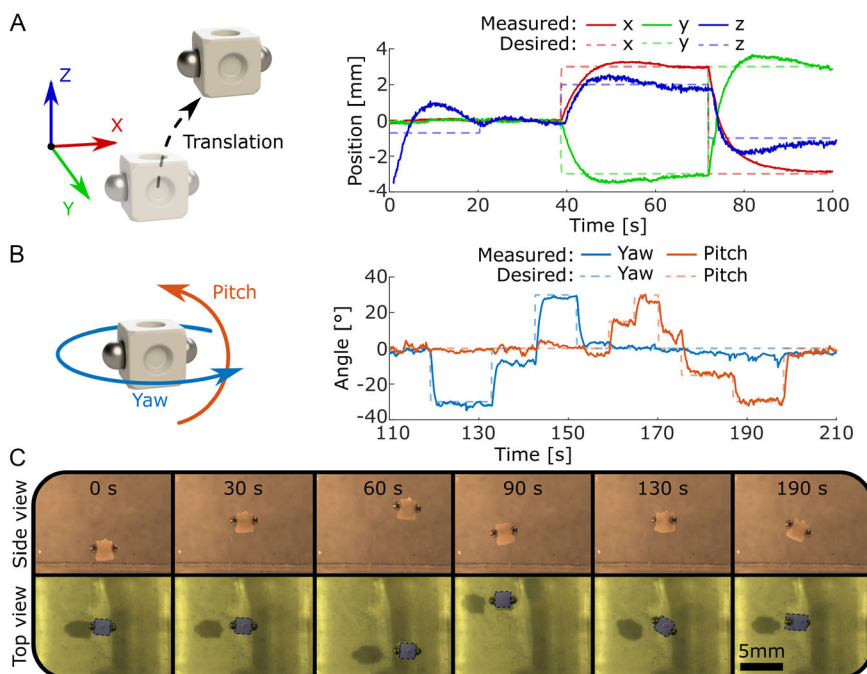 A
Z
X
Y
Translation
Measured: x y z
Desired: x y z
Position [mm]
4
2
0
-2
-4
0 20 40 60 80 100
Time [s]
B
Pitch
Yaw
Measured: Yaw Pitch
Desired: Yaw Pitch
Angle [°]
40
20
0
-20
-40
110 130 150 170 190 210
Time [s]
C
Side view
0 s 30 s 60 s 90 s 130 s 190 s
Top view
5mm